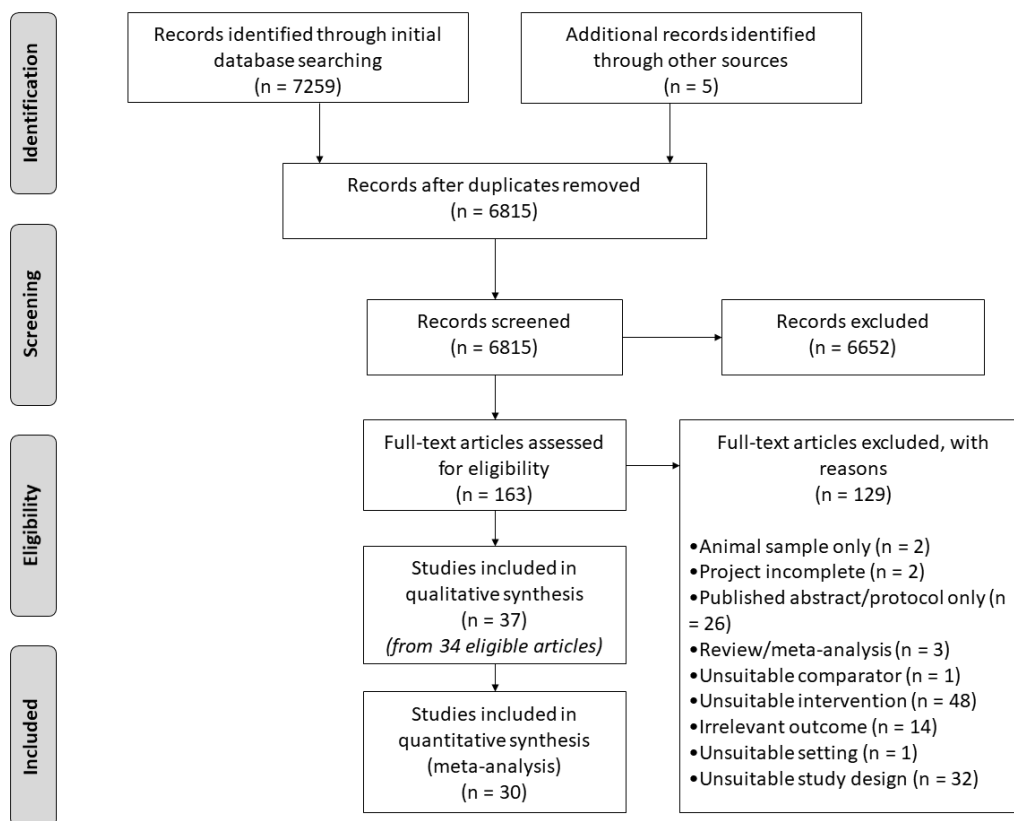 Identification
Records identified through initial
database searching
(n = 7259)
Additional records identified
through other sources
(n = 5)
Records after duplicates removed
(n = 6815)
Screening
Records screened
(n = 6815)
Records excluded
(n = 6652)
Eligibility
Full-text articles assessed
for eligibility
(n = 163)
Full-text articles excluded, with
reasons
(n = 129)
•Animal sample only (n = 2)
•Project incomplete (n = 2)
•Published abstract/protocol only (n
= 26)
•Review/meta-analysis (n = 3)
•Unsuitable comparator (n = 1)
•Unsuitable intervention (n = 48)
•Irrelevant outcome (n = 14)
•Unsuitable setting (n = 1)
•Unsuitable study design (n = 32)
Studies included in
qualitative synthesis
(n = 37)
(from 34 eligible articles)
Included
Studies included in
quantitative synthesis
(meta-analysis)
(n = 30)